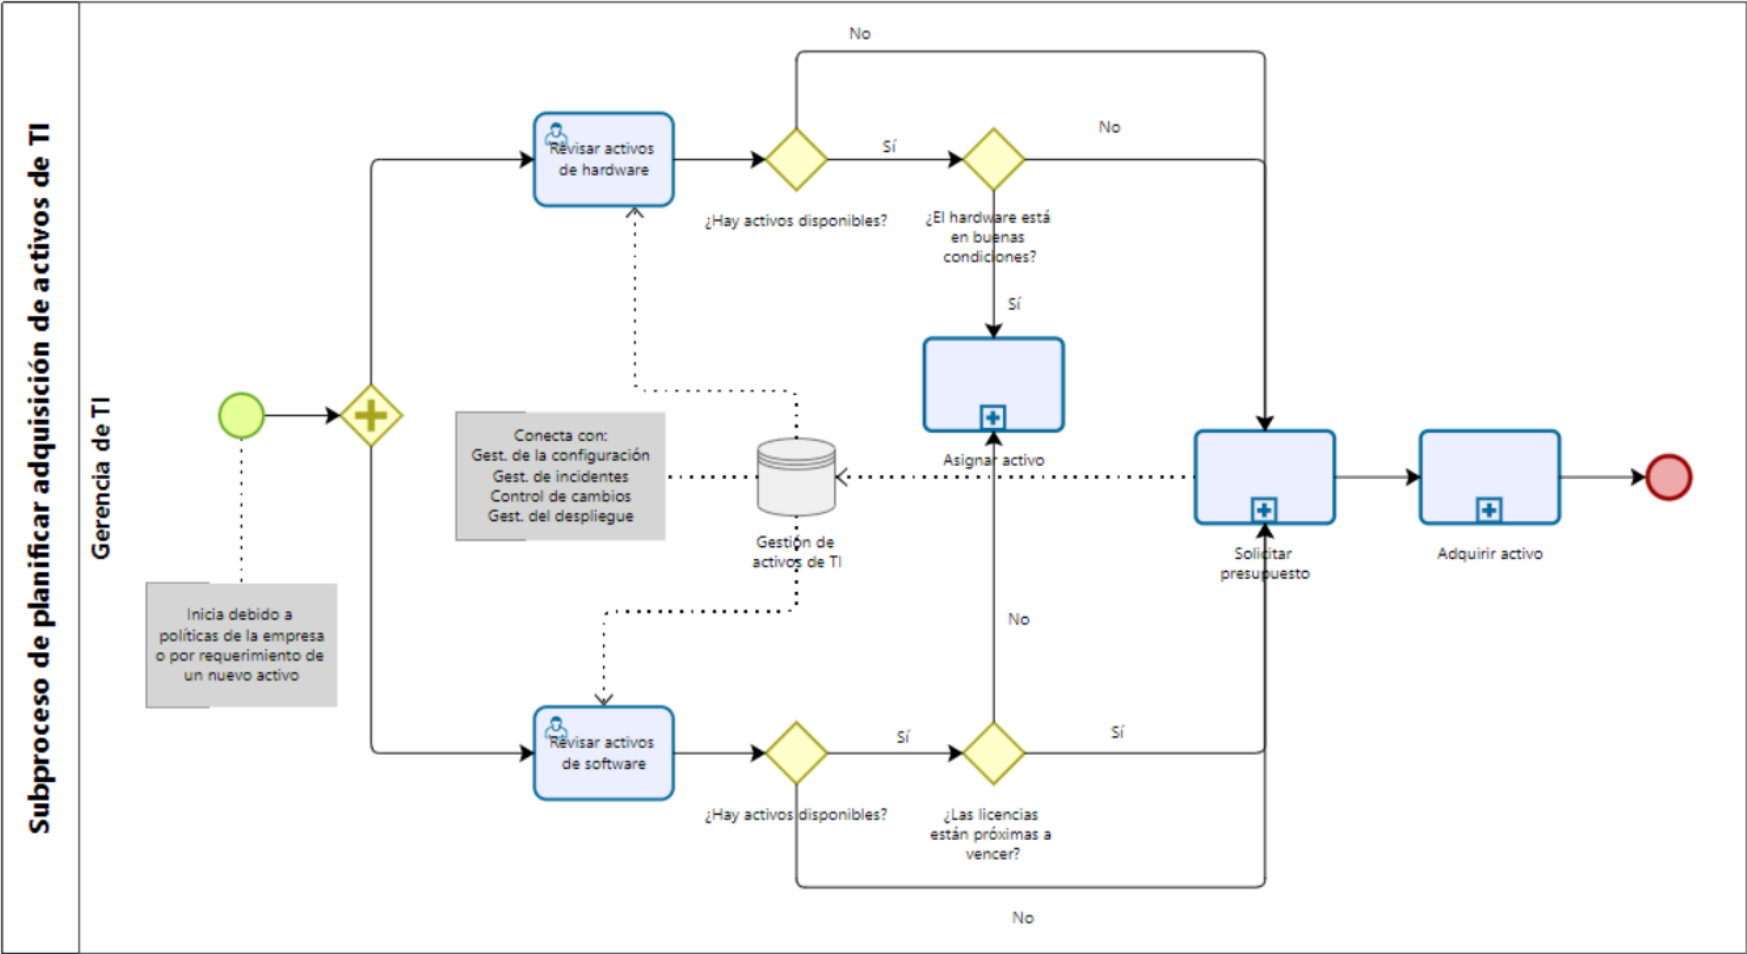 Subproceso de planificar adquisición de activos de TI
Gerencia de TI
No
Revisar activos
de hardware
Sí
No
¿Hay activos disponibles?
¿El hardware está
en buenas
condiciones?
Sí
Conecta con:
Gest. de la configuración
Gest. de incidentes
Control de cambios
Gest. del despliegue
Asignar activo
Gestión de
activos de TI
Solicitar
presupuesto
Adquirir activo
Inicia debido a
políticas de la empresa
o por requerimiento de
un nuevo activo
No
Revisar activos
de software
Sí
Sí
¿Hay activos disponibles?
¿Las licencias
están próximas a
vencer?
No